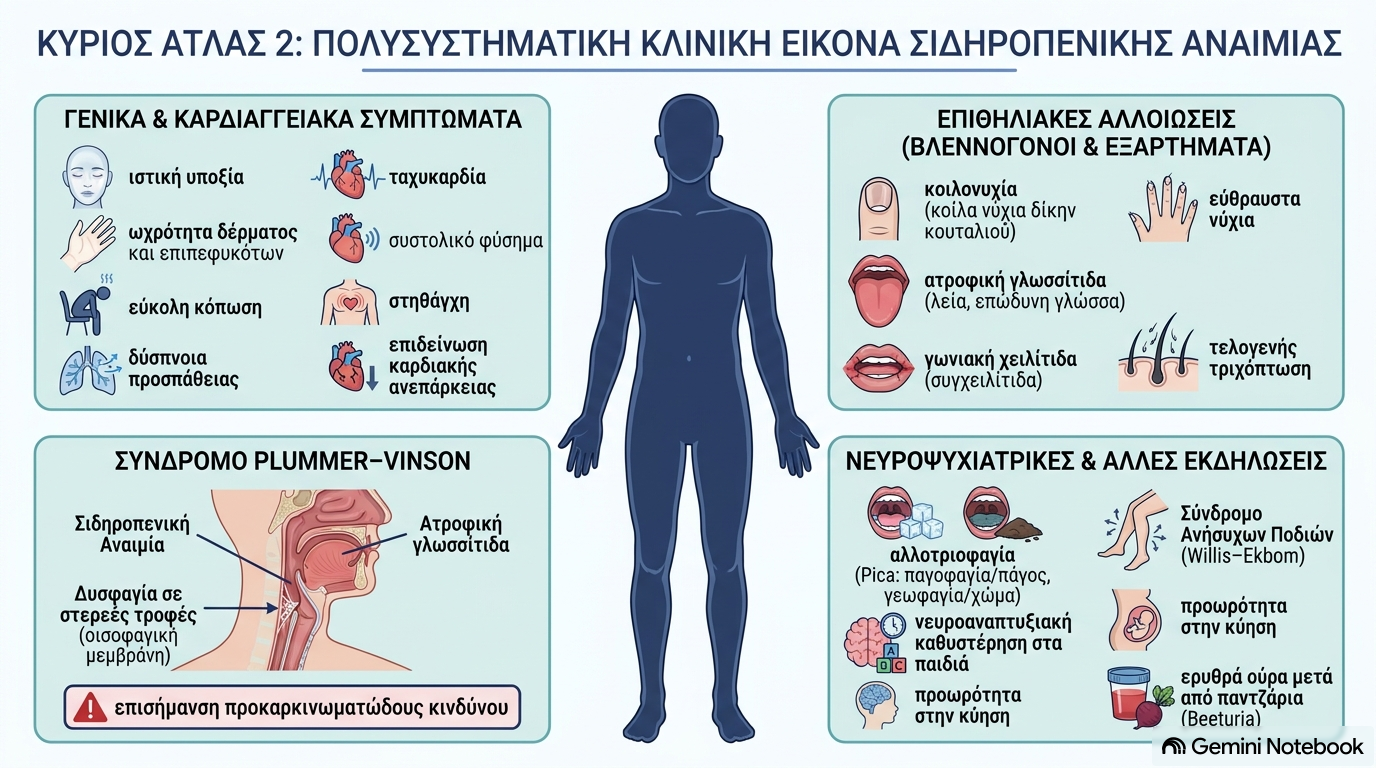 ΚΥΡΙΟΣ ΑΤΛΑΣ 2: ΠΟΛΥΣΥΣΤΗΜΑΤΙΚΗ ΚΛΙΝΙΚΗ ΕΙΚΟΝΑ ΣΙΔΗΡΟΠΕΝΙΚΗΣ ΑΝΑΙΜΙΑΣ
ΓΕΝΙΚΑ & ΚΑΡΔΙΑΓΓΕΙΑΚΑ ΣΥΜΠΤΩΜΑΤΑ
ιστική υποξία
ωχρότητα δέρματος
και επιπεφυκότων
εύκολη κόπωση
δύσπνοια
προσπάθειας
ταχυκαρδία
συστολικό φύσημα
στηθάγχη
επιδείνωση
καρδιακής
ανεπάρκειας
ΕΠΙΘΗΛΙΑΚΕΣ ΑΛΛΟΙΩΣΕΙΣ
(ΒΛΕΝΝΟΓΟΝΟΙ & ΕΞΑΡΤΗΜΑΤΑ)
κοιλονυχία
(κοίλα νύχια δίκην
κουταλιού)
ατροφική γλωσσίτιδα
(λεία, επώδυνη γλώσσα)
γωνιακή χειλίτιδα
(συγχειλίτιδα)
εύθραυστα
νύχια
τελογενής
τριχόπτωση
ΣΥΝΔΡΟΜΟ PLUMMER–VINSON
Σιδηροπενική
Αναιμία
Δυσφαγία σε
στερεές τροφές
(οισοφαγική
μεμβράνη)
Ατροφική
γλωσσίτιδα
επισήμανση προκαρκινωματώδους κινδύνου
ΝΕΥΡΟΨΥΧΙΑΤΡΙΚΕΣ & ΑΛΛΕΣ ΕΚΔΗΛΩΣΕΙΣ
αλλοτριοφαγία
(Pica: παγοφαγία/πάγος,
γεωφαγία/χώμα)
νευροαναπτυξιακή
καθυστέρηση στα
παιδιά
A
D C
προωρότητα
στην κύηση
Σύνδρομο
Ανήσυχων Ποδιών
(Willis–Ekbom)
προωρότητα
στην κύηση
ερυθρά ούρα μετά
από παντζάρια
(Beeturia)
Gemini Notebook